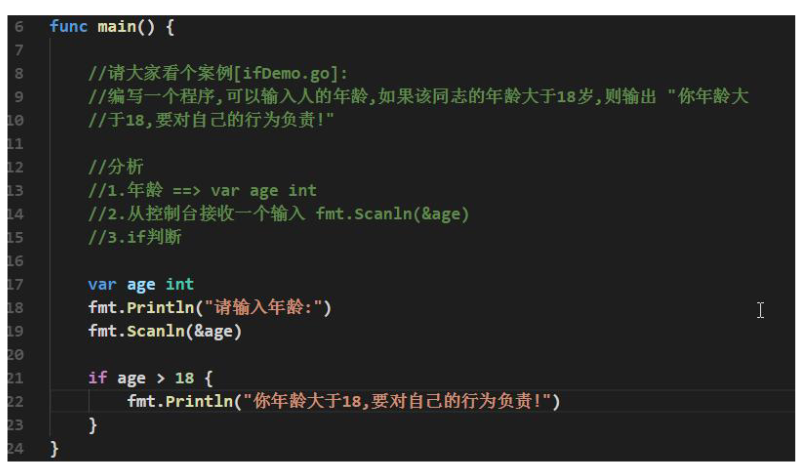 6 func main() {
7
8 //请大家看个案例[ifDemo.go]:
9 //编写一个程序,可以输入人的年龄,如果该同志的年龄大于18岁,则输出 "你年龄大
10 //于18,要对自己的行为负责!"
11
12 //分析
13 //1.年龄 ==> var age int
14 //2.从控制台接收一个输入 fmt.Scanln(&age)
15 //3.if判断
16
17 var age int
18 fmt.Println("请输入年龄:")
19 fmt.Scanln(&age)
20
21 if age > 18 {
22 fmt.Println("你年龄大于18,要对自己的行为负责!")
23 }
24 }